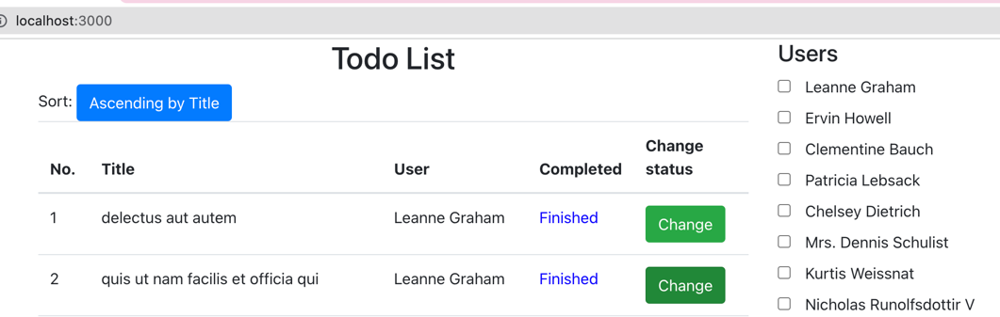 localhost:3000
Todo List
Sort: Ascending by Title
No. Title User Completed Change status
1 delectus aut autem Leanne Graham Finished Change
2 quis ut nam facilis et officia qui Leanne Graham Finished Change
Users
Leanne Graham
Ervin Howell
Clementine Bauch
Patricia Lebsack
Chelsey Dietrich
Mrs. Dennis Schulist
Kurtis Weissnat
Nicholas Runolfsdottir V